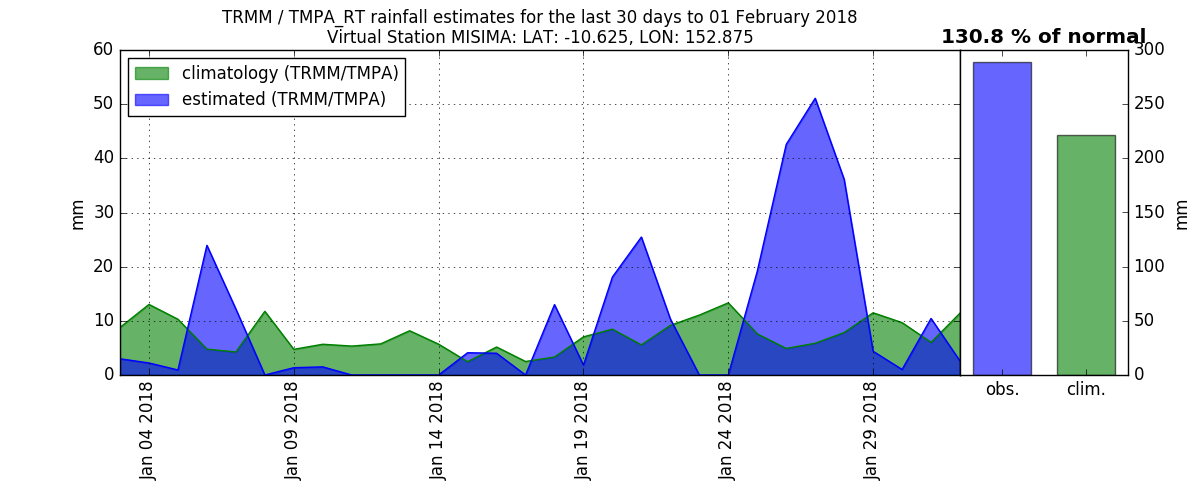 TRMM / TMPA_RT rainfall estimates for the last 30 days to 01 February 2018
Virtual Station MISIMA: LAT: -10.625, LON: 152.875
130.8 % of normal
climatology (TRMM/TMPA)
estimated (TRMM/TMPA)
60
50
40
30
20
10
0
mm
Jan 04 2018
Jan 09 2018
Jan 14 2018
Jan 19 2018
Jan 24 2018
Jan 29 2018
300
250
200
150
100
50
0
mm
obs.
clim.